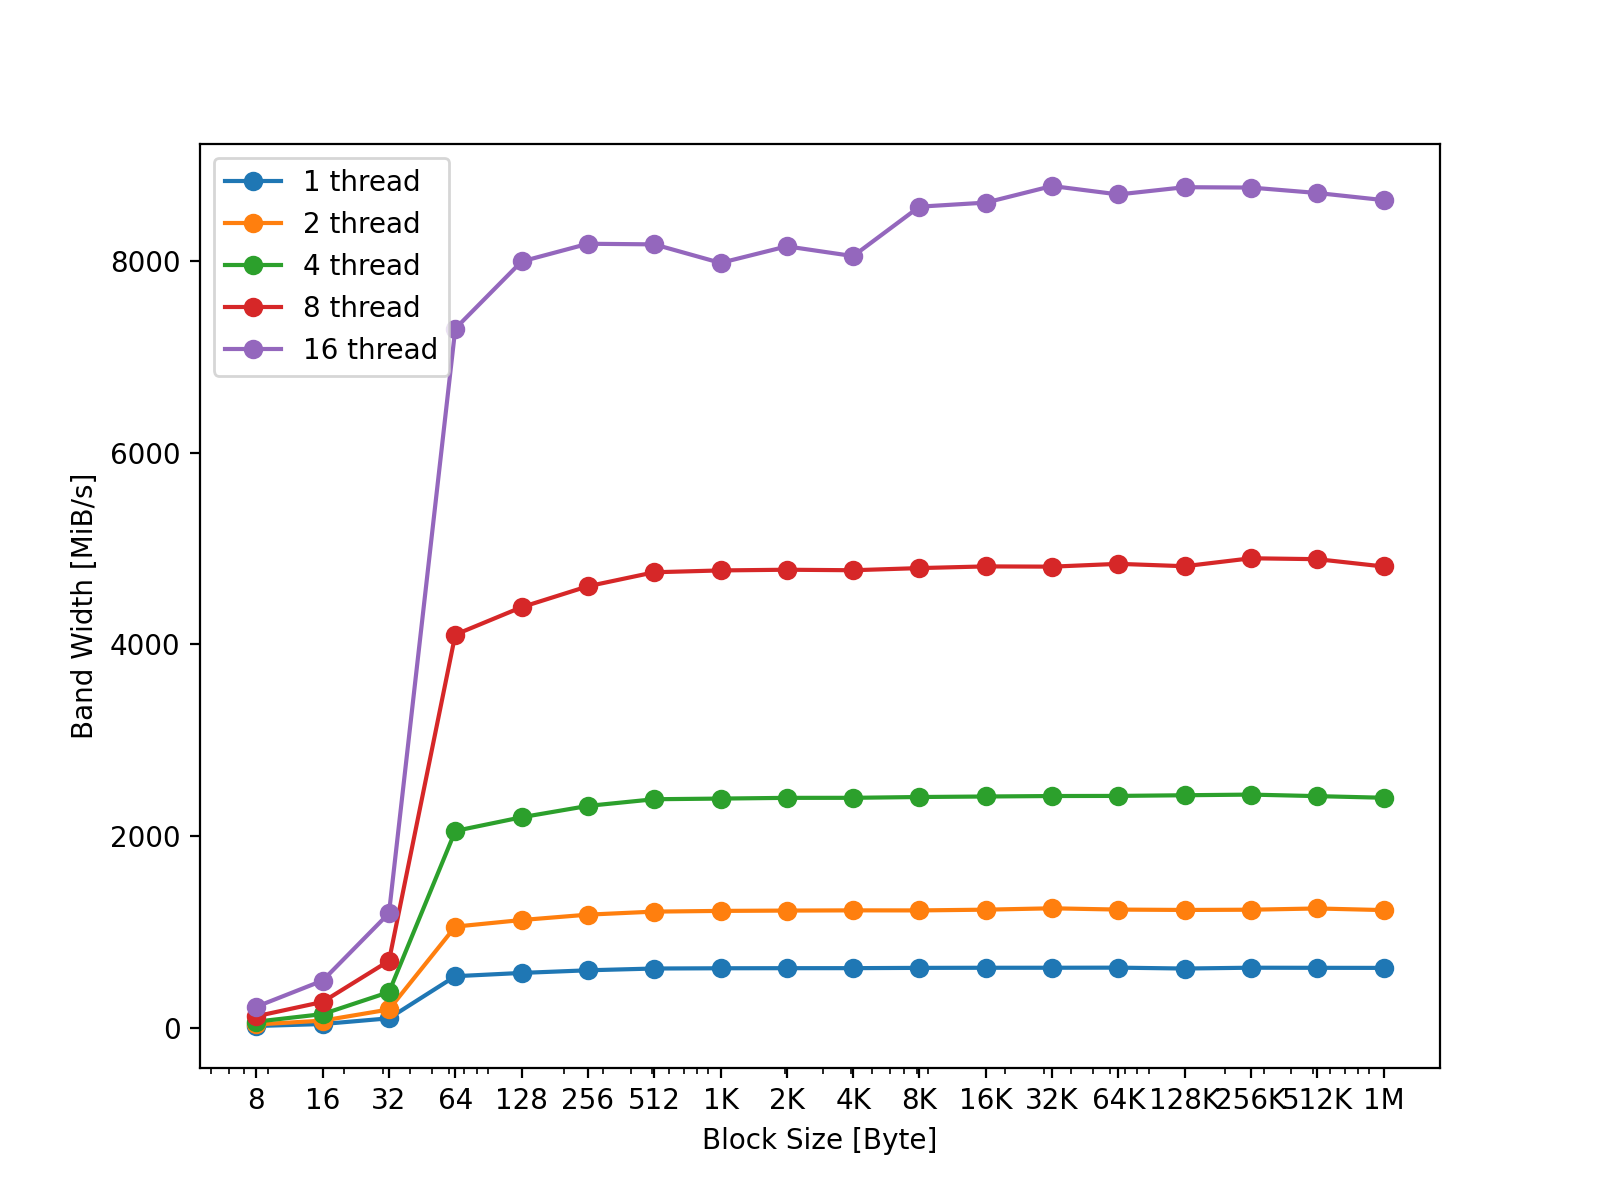 1 thread
2 thread
4 thread
8 thread
16 thread
8000
6000
4000
2000
0
Band Width [MiB/s]
8 16 32 64 128 256 512 1K 2K 4K 8K 16K 32K 64K 128K 256K 512K 1M
Block Size [Byte]